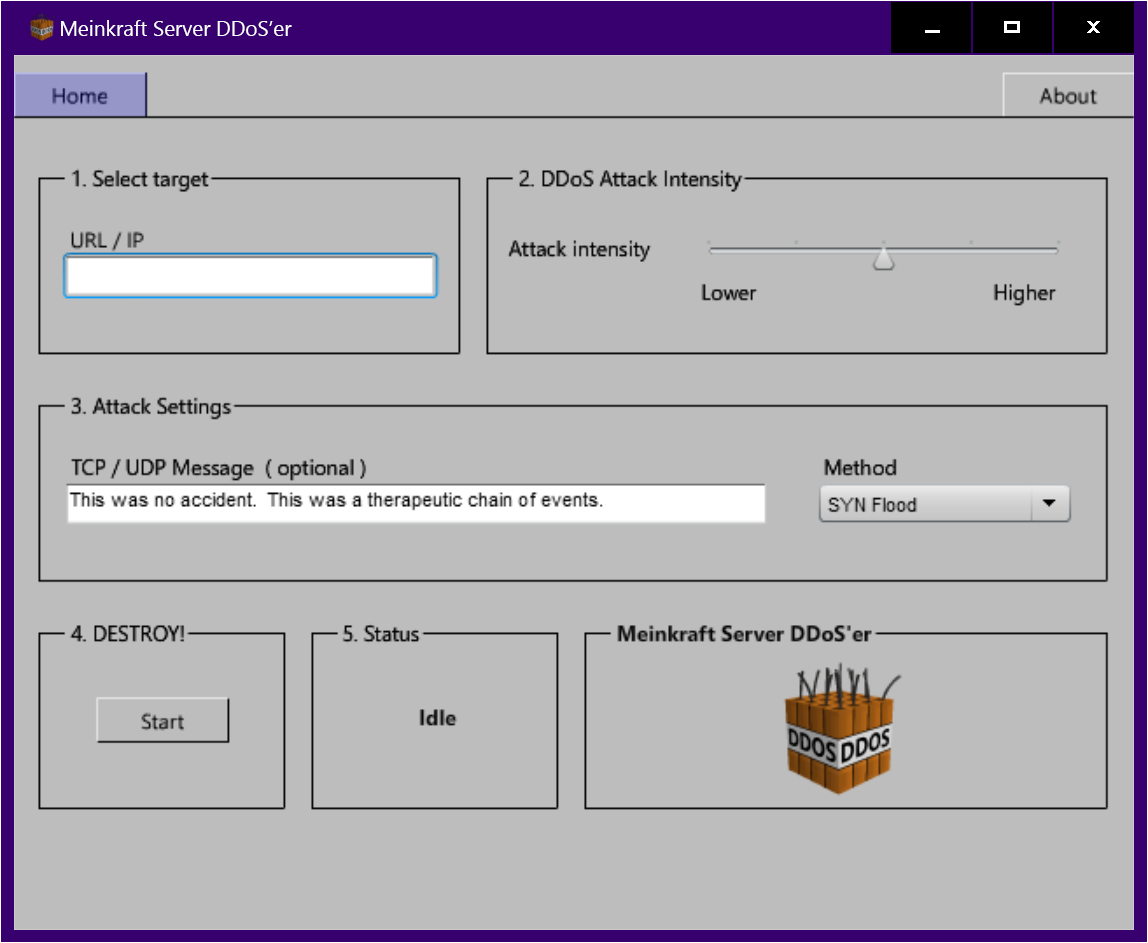 Meinkraft Server DDoS’er
Home
About
1. Select target
URL / IP
2. DDoS Attack Intensity
Attack intensity
Lower
Higher
3. Attack Settings
TCP / UDP Message ( optional )
This was no accident.  This was a therapeutic chain of events.
Method
SYN Flood
4. DESTROY!
Start
5. Status
Idle
Meinkraft Server DDoS'er
DDOS DDOS